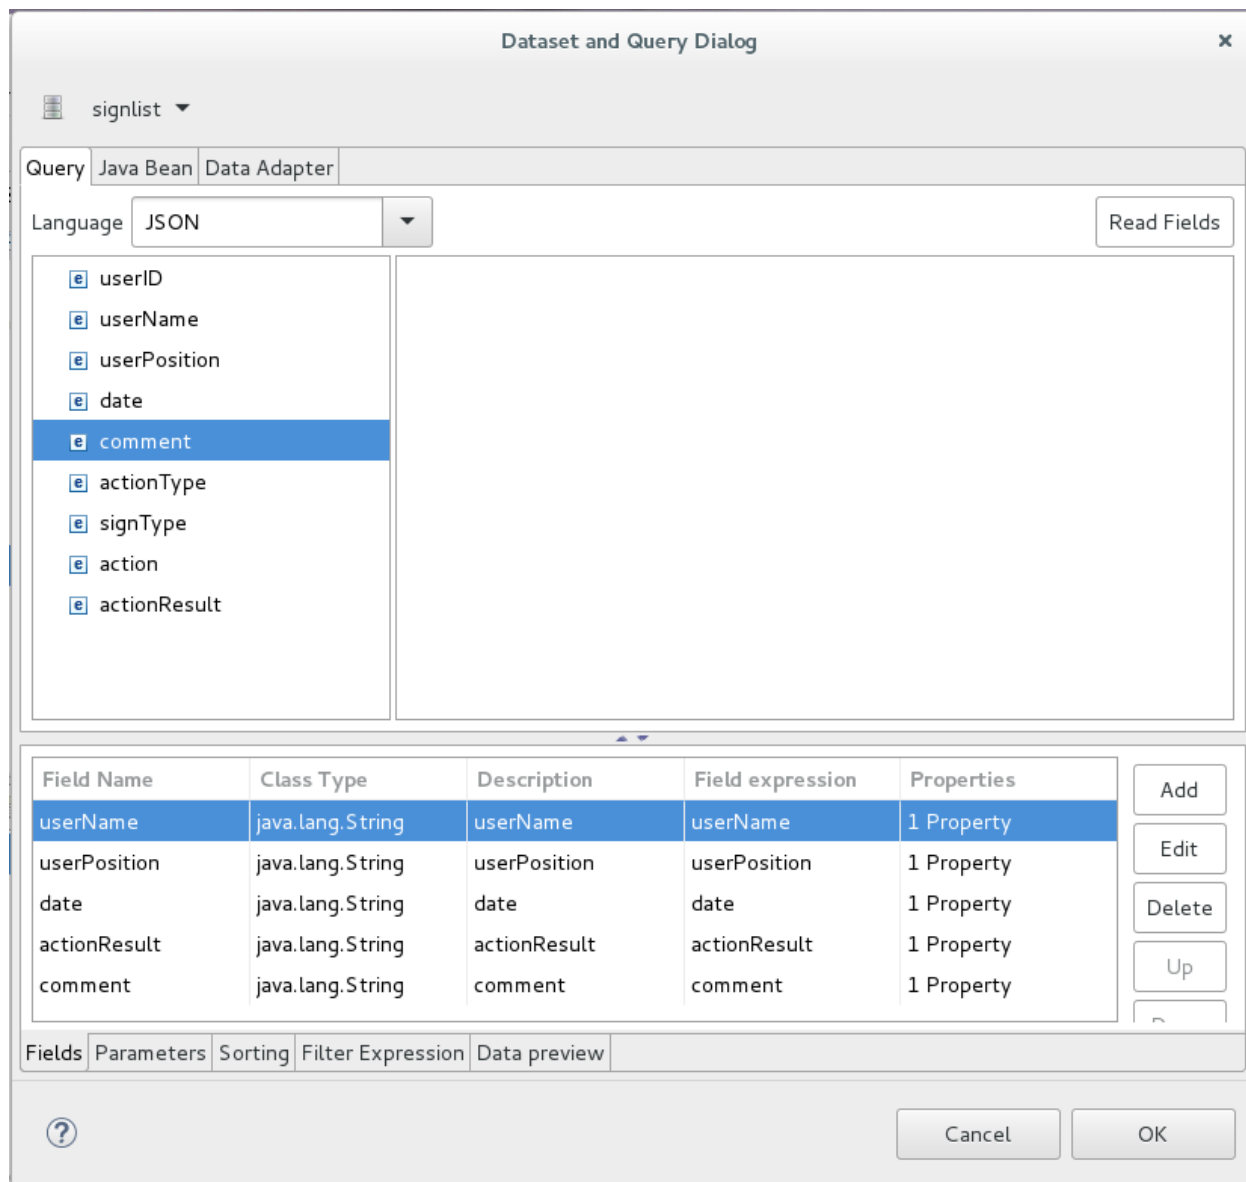 Dataset and Query Dialog
signlist
Query Java Bean Data Adapter
Language JSON Read Fields
userID
userName
userPosition
date
comment
actionType
signType
action
actionResult
Field Name Class Type Description Field expression Properties
userName java.lang.String userName userName 1 Property
userPosition java.lang.String userPosition userPosition 1 Property
date java.lang.String date date 1 Property
actionResult java.lang.String actionResult actionResult 1 Property
comment java.lang.String comment comment 1 Property
Add
Edit
Delete
Up
Fields Parameters Sorting Filter Expression Data preview
Cancel OK